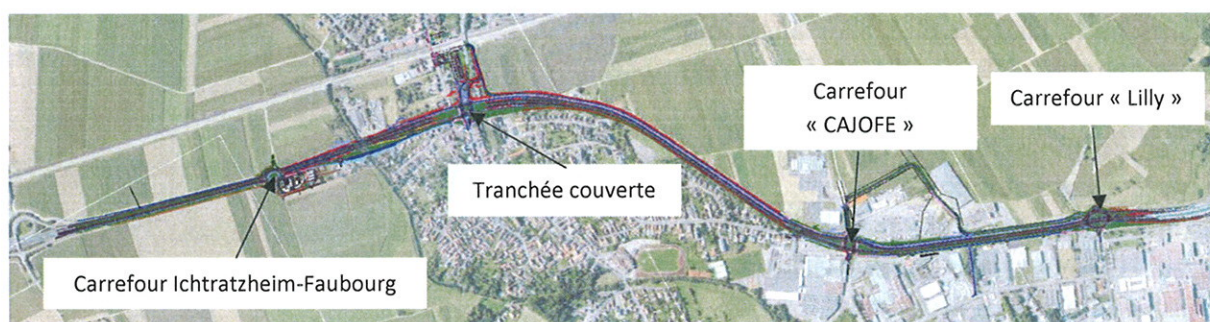 Carrefour
« CAJOFE »
Carrefour « Lilly »
Tranchée couverte
Carrefour Ichtratzheim-Faubourg